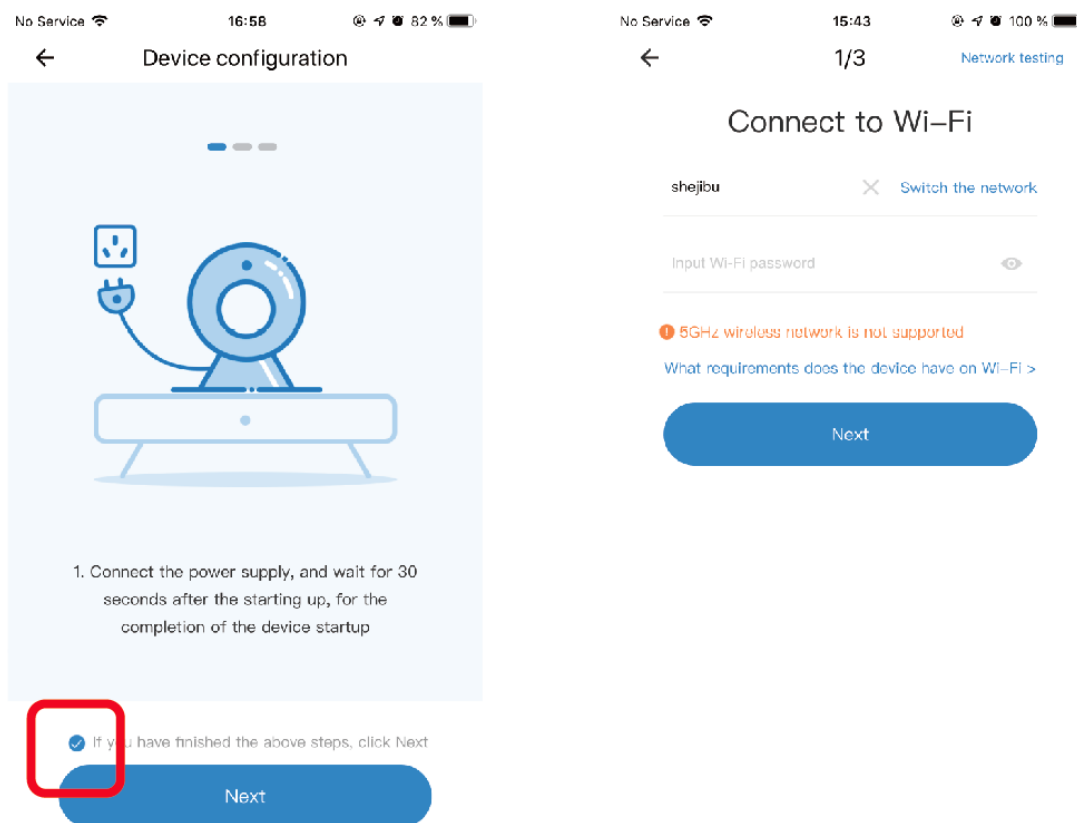 No Service 16:58 82 %
Device configuration
1. Connect the power supply, and wait for 30
seconds after the starting up, for the
completion of the device startup
If you have finished the above steps, click Next
Next
No Service 15:43 100 %
1/3 Network testing
Connect to Wi-Fi
shejibu Switch the network
Input Wi-Fi password
5GHz wireless network is not supported
What requirements does the device have on Wi-Fi >
Next